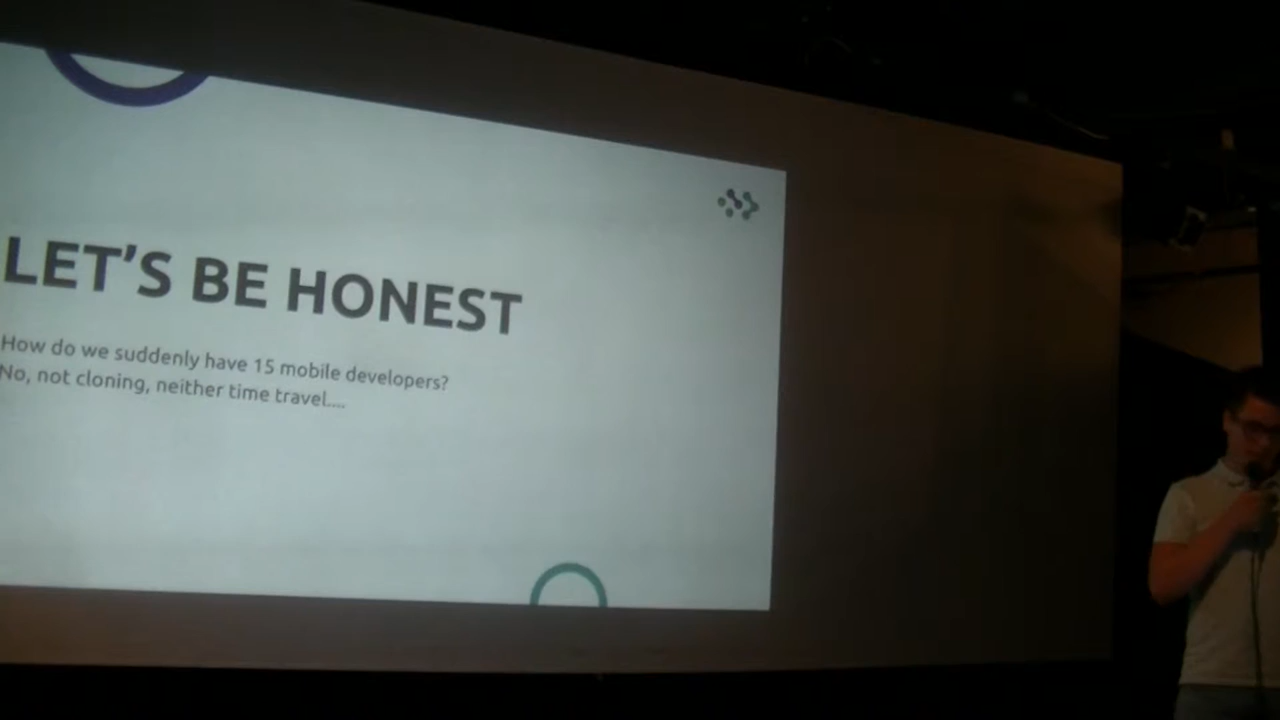 LET'S BE HONEST
How do we suddenly have 15 mobile developers?
No, not cloning, neither time travel....